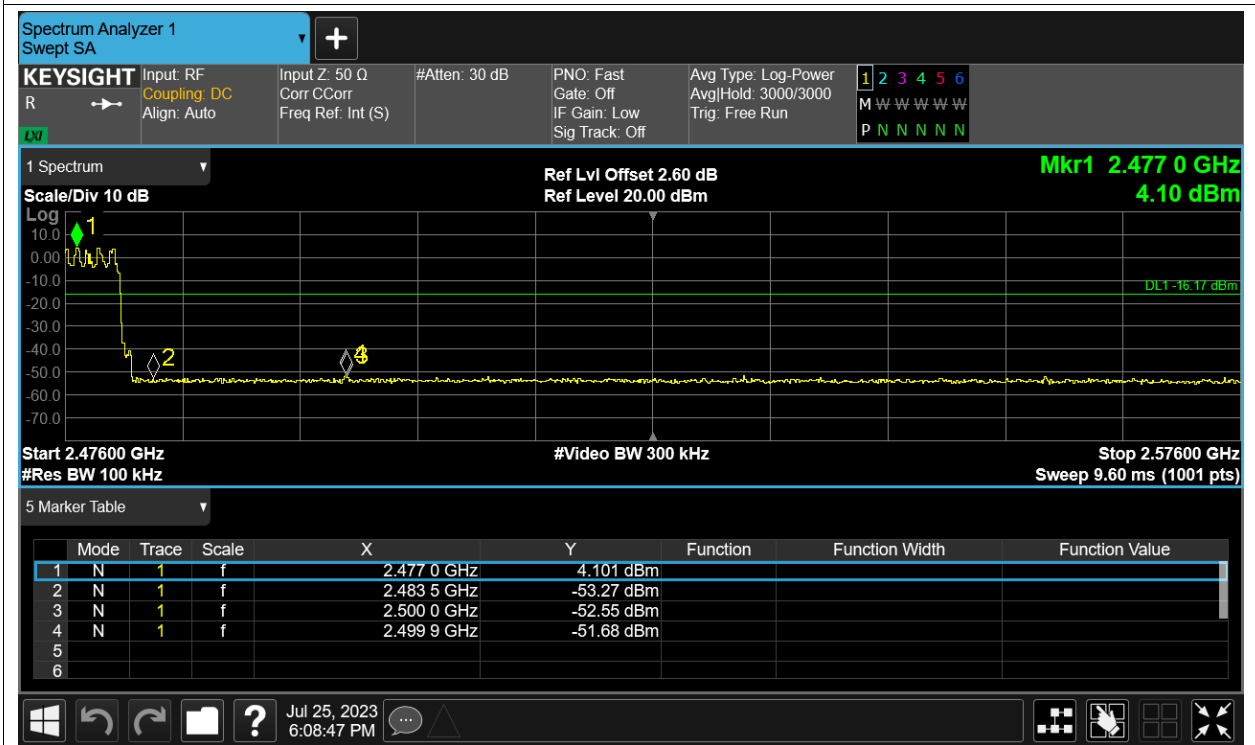 Spectrum Analyzer 1
Swept SA
+
KEYSIGHT Input: RF Input Z: 50 Ω #Atten: 30 dB PNO: Fast Avg Type: Log-Power 1 2 3 4 5 6
R Coupling: DC Corr CCorr Gate: Off Avg|Hold: 3000/3000 M W W W W W W
Align: Auto Freq Ref: Int (S) IF Gain: Low Trig: Free Run
LXI Sig Track: Off P N N N N N N
1 Spectrum Ref Lvl Offset 2.60 dB Mkr1 2.477 0 GHz
Scale/Div 10 dB Ref Level 20.00 dBm 4.10 dBm
Log
1
10.0
0.00
-10.0
DL1 -16.17 dBm
-20.0
-30.0
-40.0
2
-50.0
-60.0
-70.0
Start 2.47600 GHz #Video BW 300 kHz Stop 2.57600 GHz
#Res BW 100 kHz Sweep 9.60 ms (1001 pts)
5 Marker Table
Mode Trace Scale X Y Function Function Width Function Value
1 N 1 f 2.477 0 GHz 4.101 dBm
2 N 1 f 2.483 5 GHz -53.27 dBm
3 N 1 f 2.500 0 GHz -52.55 dBm
4 N 1 f 2.499 9 GHz -51.68 dBm
5
6
? Jul 25, 2023
6:08:47 PM